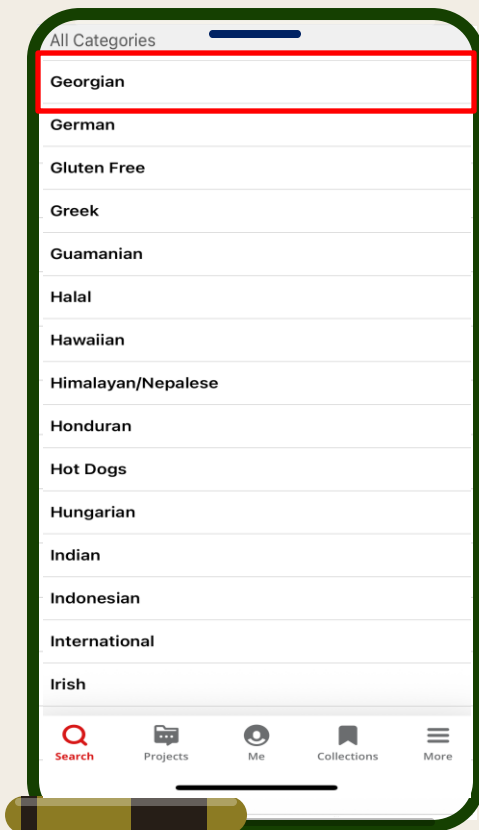 All Categories
Georgian
German
Gluten Free
Greek
Guamanian
Halal
Hawaiian
Himalayan/Nepalese
Honduran
Hot Dogs
Hungarian
Indian
Indonesian
International
Irish
Search Projects Me Collections More